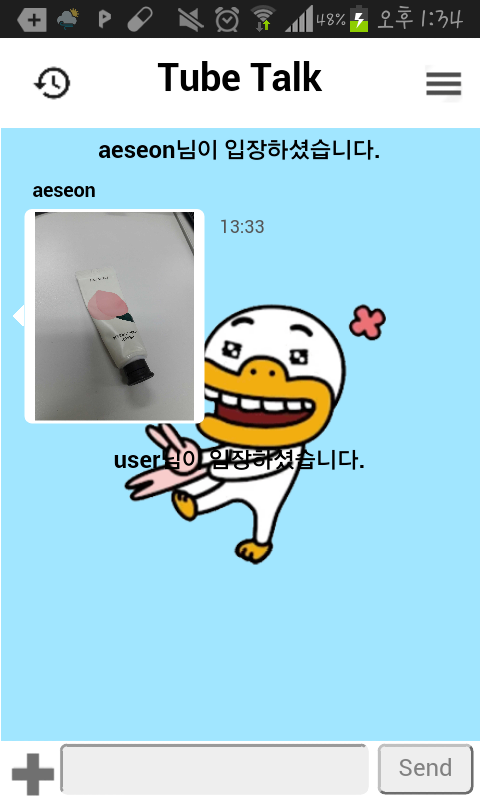 48% 오후 1:34
Tube Talk
aeseon님이 입장하셨습니다.
aeseon
13:33
user님이 입장하셨습니다.
Send